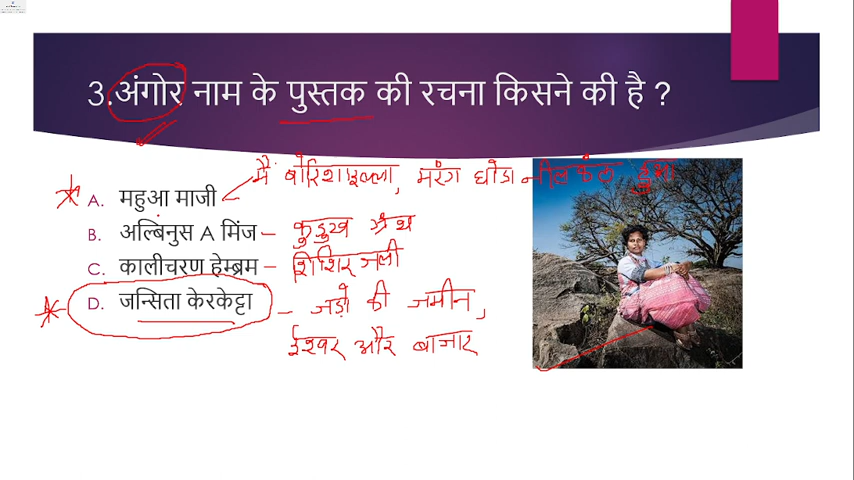 3.अंगोर नाम के पुस्तक की रचना किसने की है ?
मैं बोरिशाइल्ला, मरंग घोडा नीलकंठ हुआ
A. महुआ माजी
B. अल्बिनुस A मिंज – कुड़ुख ग्रंथ
C. कालीचरण हेम्ब्रम – शिशिर जली
D. जन्सिता केरकेट्टा – जड़ो की जमीन,
ईश्वर और बाजार